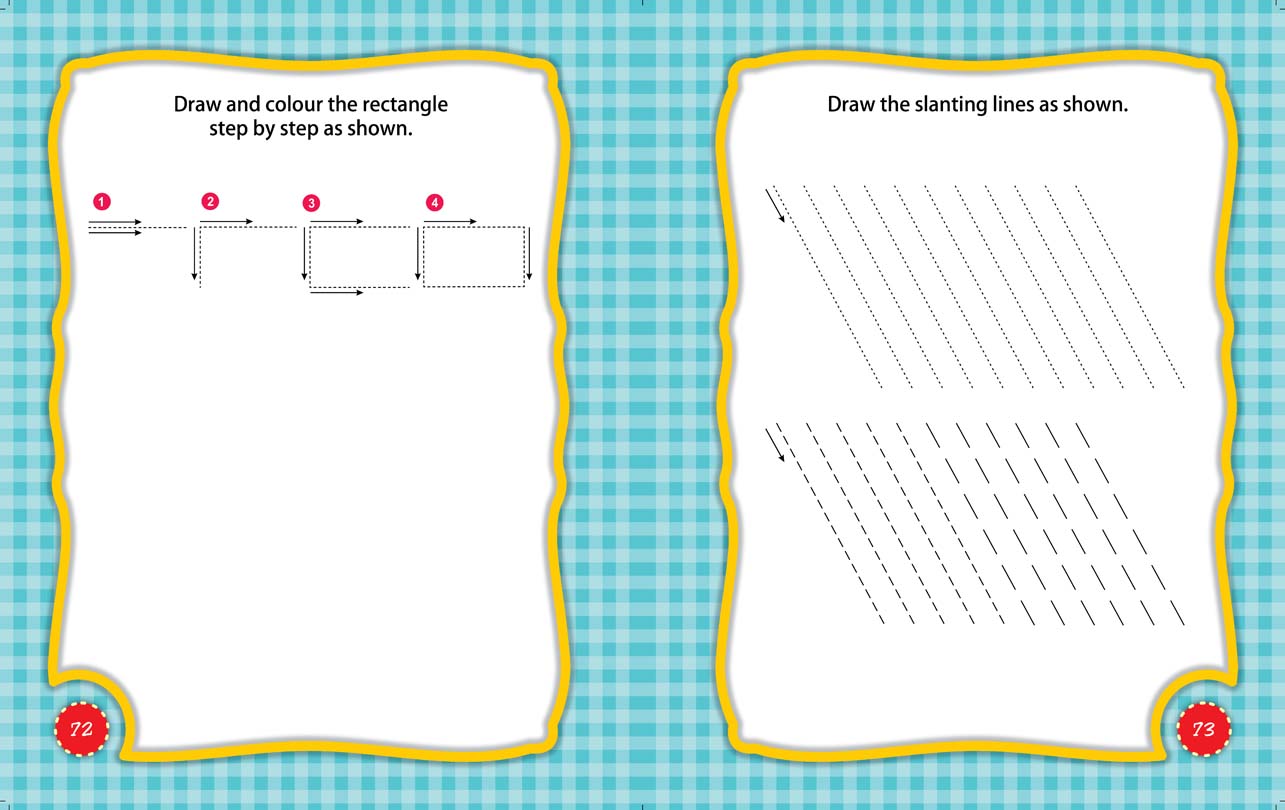 Draw and colour the rectangle
step by step as shown.
1 2 3 4
72
Draw the slanting lines as shown.
73